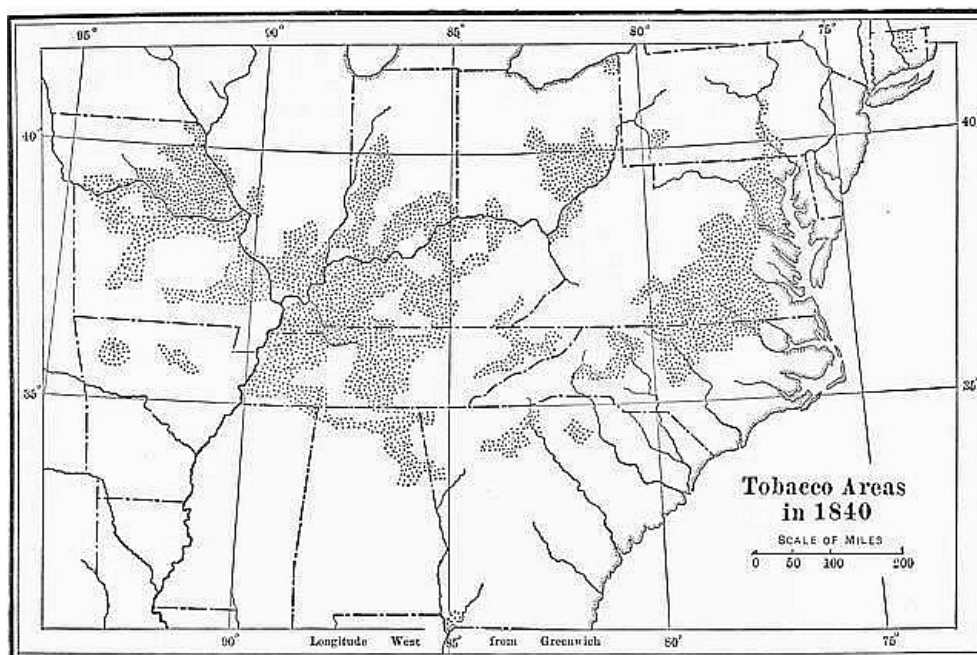 95° 90° 85° 80° 75°
40° 40
35° 35°
Tobacco Areas
in 1840
SCALE OF MILES
0 50 100 200
90° Longitude West 85° from Greenwich 80° 75°